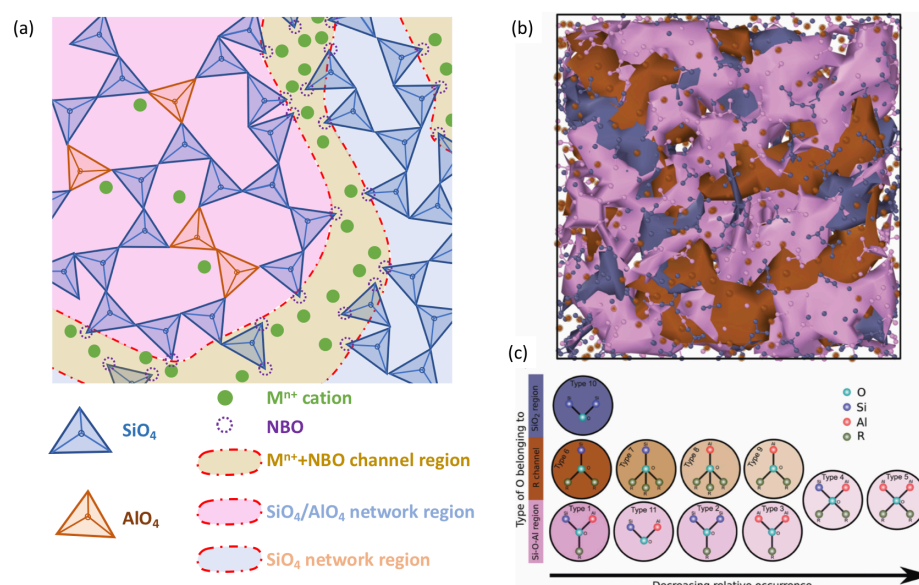 (a)
SiO₄
AlO₄
Mⁿ⁺ cation
NBO
Mⁿ⁺+NBO channel region
SiO₄/AlO₄ network region
SiO₄ network region
(b)
(c)
Type of O belonging to
SiO₂ region
R channel
Si-O-Al region
Type 10
Type 6
Type 7
Type 8
Type 9
Type 4
Type 5
Type 1
Type 11
Type 2
Type 3
O
Si
Al
R
Decreasing relative occurrence